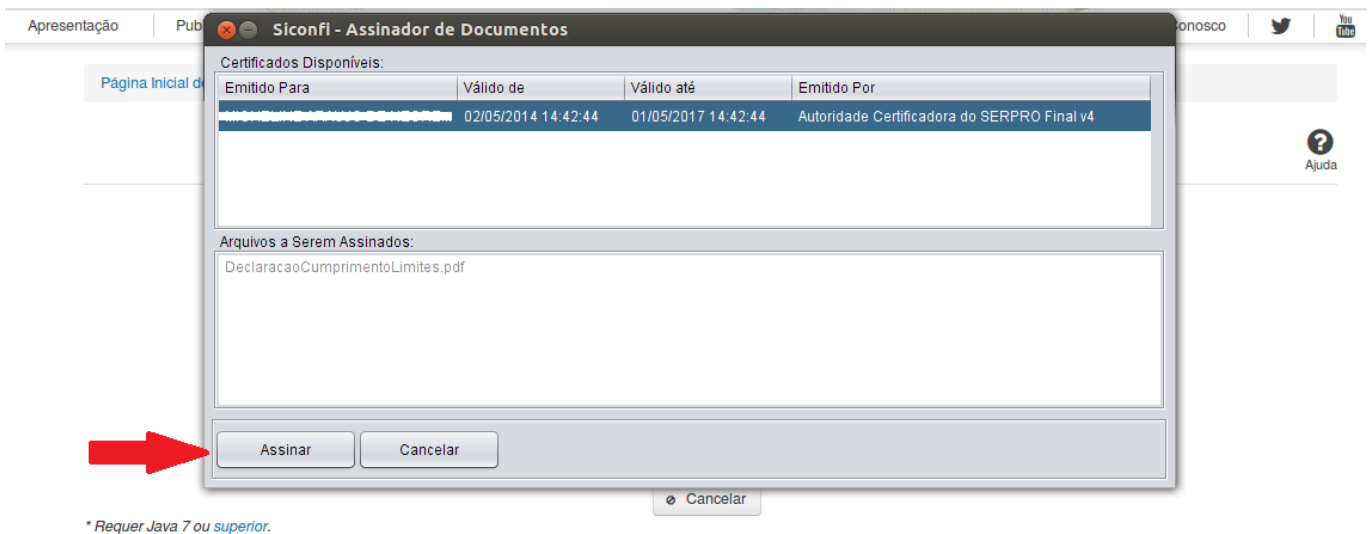 Apresentação Pub onosco You Tube
Siconfi - Assinador de Documentos
Página Inicial d
Certificados Disponíveis:
Emitido Para Válido de Válido até Emitido Por
02/05/2014 14:42:44 01/05/2017 14:42:44 Autoridade Certificadora do SERPRO Final v4
Ajuda
Arquivos a Serem Assinados:
DeclaracaoCumprimentoLimites.pdf
Assinar Cancelar
Cancelar
* Requer Java 7 ou superior.